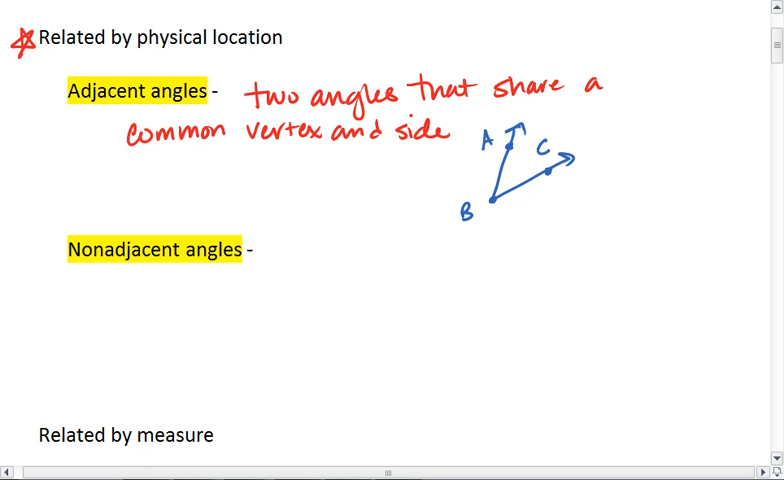 Related by physical location
Adjacent angles - two angles that share a
common vertex and side
A
C
B
Nonadjacent angles -
Related by measure